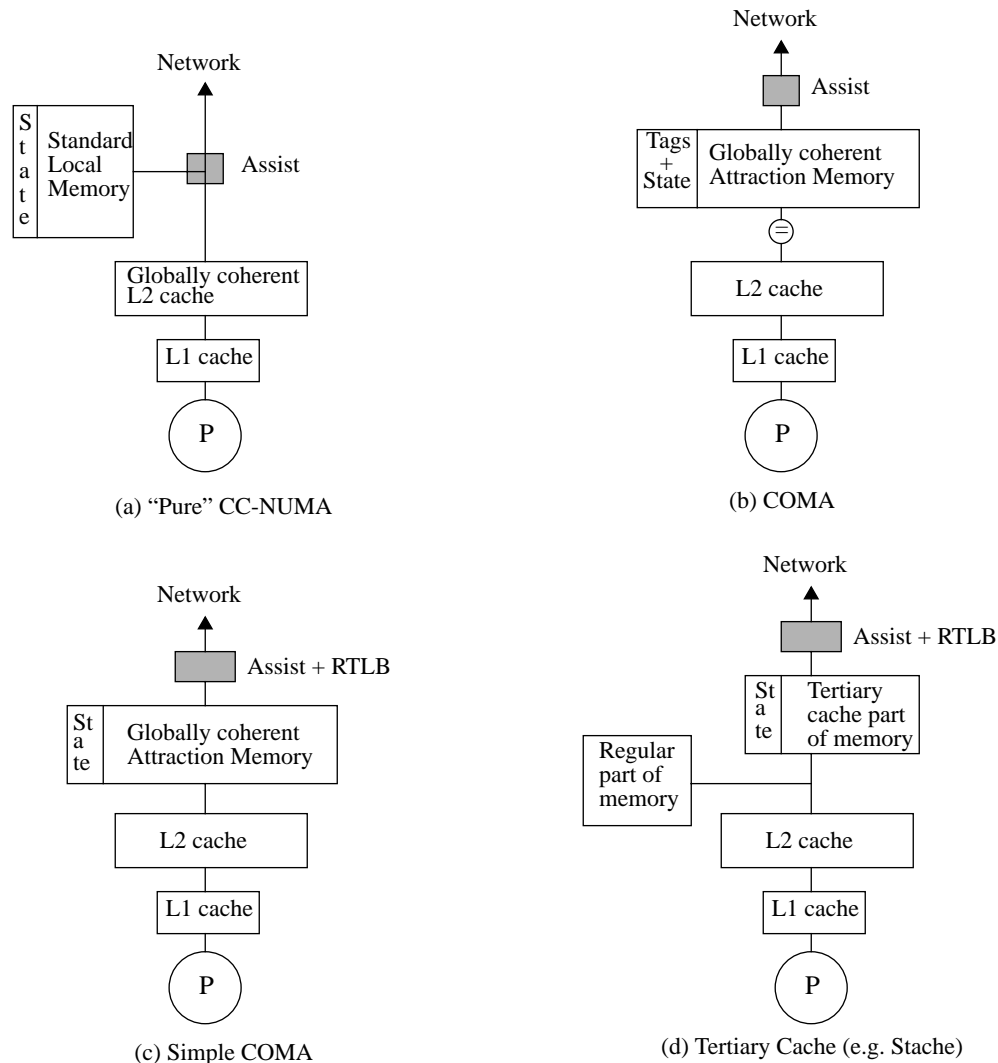 Network
S
t
a
t
e
Standard
Local
Memory
Assist
Globally coherent
L2 cache
L1 cache
P
(a) “Pure” CC-NUMA
Network
Assist
Tags
+
State
Globally coherent
Attraction Memory
=
L2 cache
L1 cache
P
(b) COMA
Network
Assist + RTLB
St
a
te
Globally coherent
Attraction Memory
L2 cache
L1 cache
P
(c) Simple COMA
Network
Assist + RTLB
St
a
te
Tertiary
cache part
of memory
Regular
part of
memory
L2 cache
L1 cache
P
(d) Tertiary Cache (e.g. Stache)